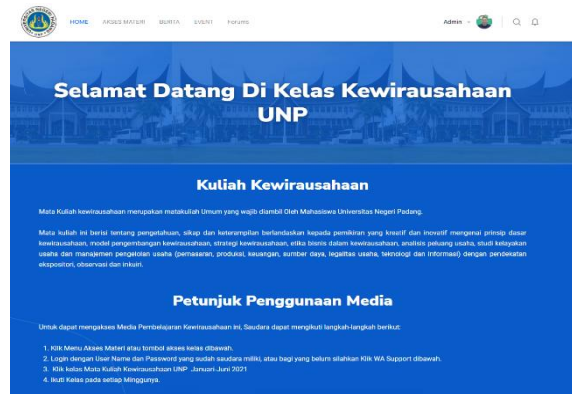 HOME AKSES MATERI BERITA EVENT Forums Admin
Selamat Datang Di Kelas Kewirausahaan
UNP
Kuliah Kewirausahaan
Mata Kuliah kewirausahaan merupakan matakuliah Umum yang wajib diambil Oleh Mahasiswa Universitas Negeri Padang.
Mata kuliah ini berisi tentang pengetahuan, sikap dan keterampilan berlandaskan kepada pemikiran yang kreatif dan inovatif mengenai prinsip dasar
kewirausahaan, model pengembangan kewirausahaan, strategi kewirausahaan, etika bisnis dalam kewirausahaan, analisis peluang usaha, studi kelayakan
usaha dan manajemen pengelolan usaha (pemasaran, produksi, keuangan, sumber daya, legalitas usaha, teknologi dan informasi) dengan pendekatan
ekspositori, observasi dan inkuiri.
Petunjuk Penggunaan Media
Untuk dapat mengakses Media Pembelajaran Kewirausahaan ini, Saudara dapat mengikuti langkah-langkah berikut:
1. Klik Menu Akses Materi atau tombol akses kelas dibawah.
2. Login dengan User Name dan Password yang sudah saudara miliki, atau bagi yang belum silahkan Klik WA Support dibawah.
3. Klik kelas Mata Kuliah Kewirausahaan UNP Januari-Juni 2021
4. Ikuti Kelas pada setiap Minggunya.